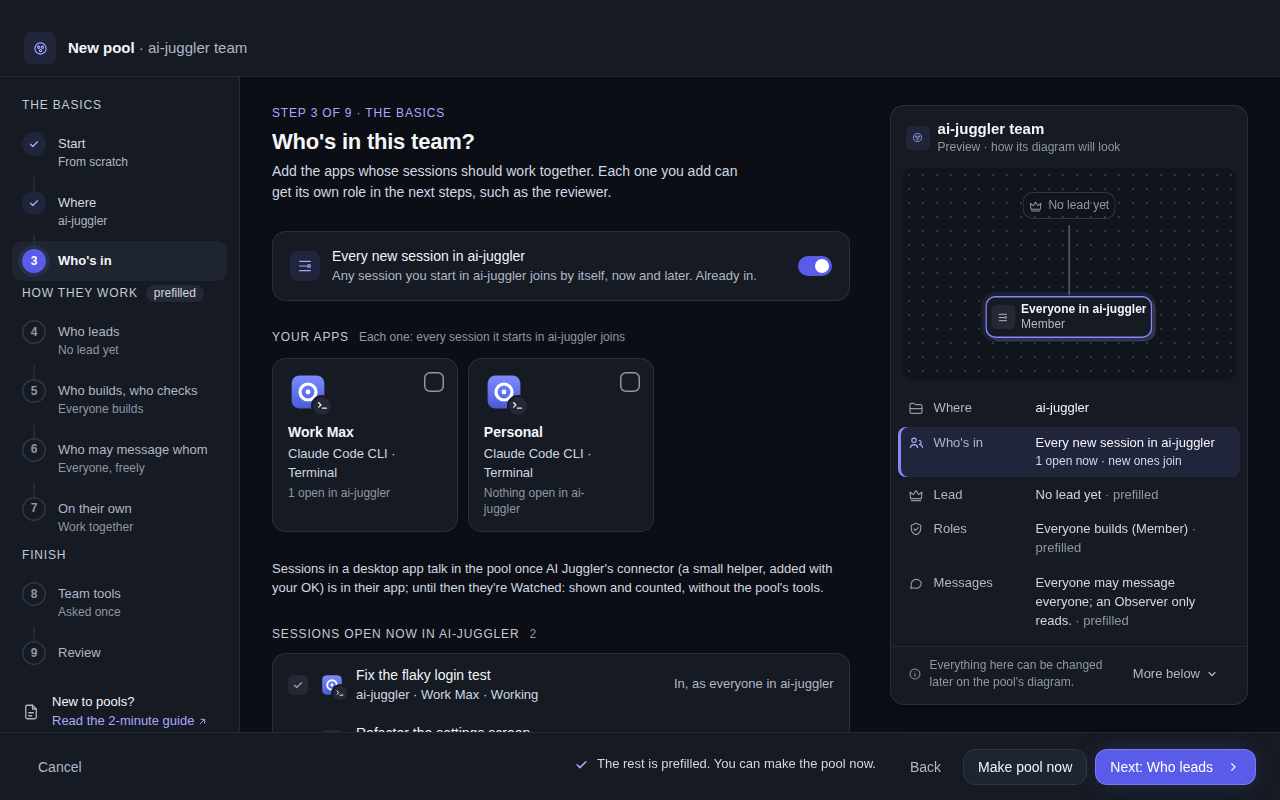 New pool · ai-juggler team
THE BASICS
Start
From scratch
Where
ai-juggler
3
Who's in
HOW THEY WORK prefilled
4
Who leads
No lead yet
5
Who builds, who checks
Everyone builds
6
Who may message whom
Everyone, freely
7
On their own
Work together
FINISH
8
Team tools
Asked once
9
Review
New to pools?
Read the 2-minute guide
STEP 3 OF 9 · THE BASICS
Who's in this team?
Add the apps whose sessions should work together. Each one you add can
get its own role in the next steps, such as the reviewer.
Every new session in ai-juggler
Any session you start in ai-juggler joins by itself, now and later. Already in.
YOUR APPS Each one: every session it starts in ai-juggler joins
Work Max
Claude Code CLI ·
Terminal
1 open in ai-juggler
Personal
Claude Code CLI ·
Terminal
Nothing open in ai-
juggler
Sessions in a desktop app talk in the pool once AI Juggler's connector (a small helper, added with
your OK) is in their app; until then they're Watched: shown and counted, without the pool's tools.
SESSIONS OPEN NOW IN AI-JUGGLER 2
Fix the flaky login test
ai-juggler · Work Max · Working
In, as everyone in ai-juggler
Refactor the settings screen
ai-juggler team
Preview · how its diagram will look
No lead yet
Everyone in ai-juggler
Member
Where
ai-juggler
Who's in
Every new session in ai-juggler
1 open now · new ones join
Lead
No lead yet · prefilled
Roles
Everyone builds (Member) ·
prefilled
Messages
Everyone may message
everyone; an Observer only
reads. · prefilled
Everything here can be changed
later on the pool's diagram.
More below
Cancel
The rest is prefilled. You can make the pool now.
Back
Make pool now
Next: Who leads